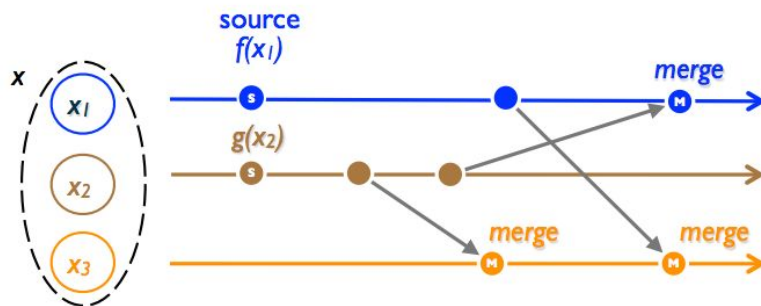 source
f(x₁)
merge
x
x₁
S
M
g(x₂)
x₂
S
merge
merge
x₃
M
M